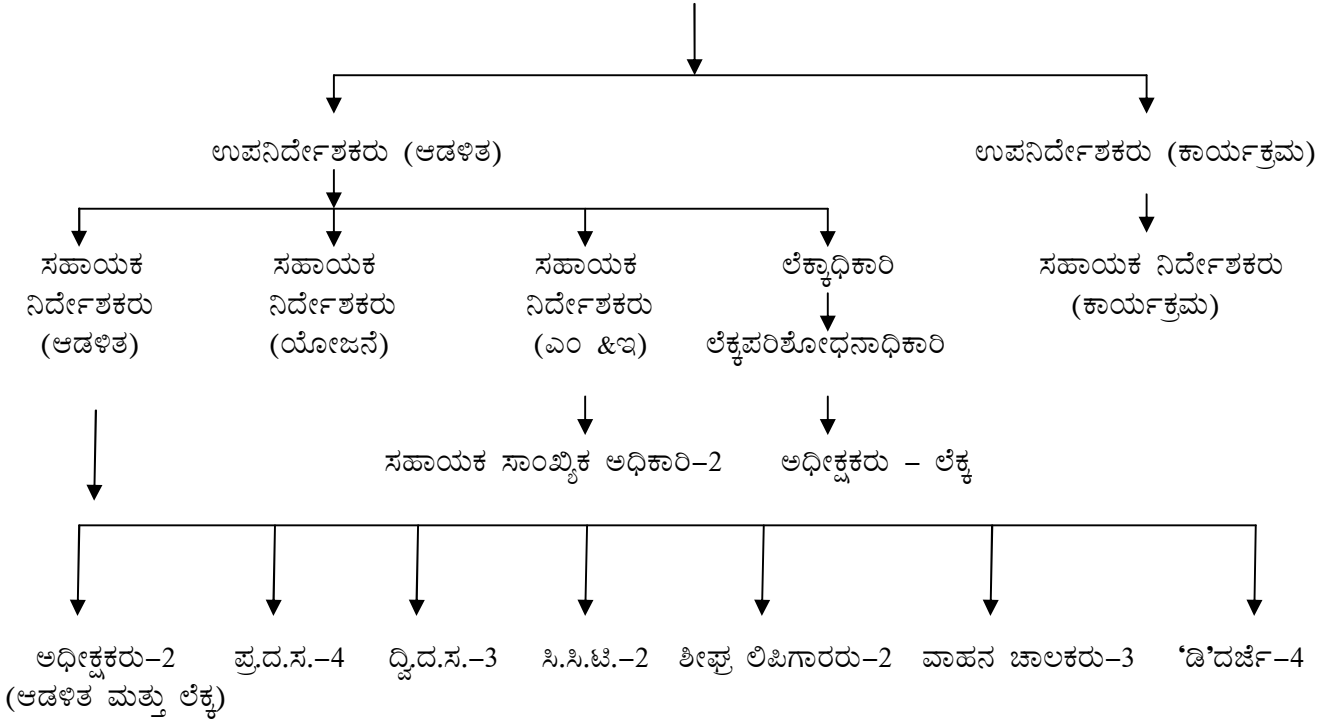 ಉಪನಿರ್ದೇಶಕರು (ಆಡಳಿತ) ಉಪನಿರ್ದೇಶಕರು (ಕಾರ್ಯಕ್ರಮ)
ಸಹಾಯಕ ಸಹಾಯಕ ಸಹಾಯಕ ಲೆಕ್ಕಾಧಿಕಾರಿ ಸಹಾಯಕ ನಿರ್ದೇಶಕರು
ನಿರ್ದೇಶಕರು ನಿರ್ದೇಶಕರು ನಿರ್ದೇಶಕರು (ಕಾರ್ಯಕ್ರಮ)
(ಆಡಳಿತ) (ಯೋಜನೆ) (ಎಂ &ಇ) ಲೆಕ್ಕಪರಿಶೋಧನಾಧಿಕಾರಿ
ಸಹಾಯಕ ಸಾಂಖ್ಯಿಕ ಅಧಿಕಾರಿ–2 ಅಧೀಕ್ಷಕರು – ಲೆಕ್ಕ
ಅಧೀಕ್ಷಕರು–2 ಪ್ರ.ದ.ಸ.–4 ದ್ವಿ.ದ.ಸ.–3 ಸಿ.ಸಿ.ಟಿ.–2 ಶೀಘ್ರ ಲಿಪಿಗಾರರು–2 ವಾಹನ ಚಾಲಕರು–3 ‘ಡಿ’ದರ್ಜೆ–4
(ಆಡಳಿತ ಮತ್ತು ಲೆಕ್ಕ)